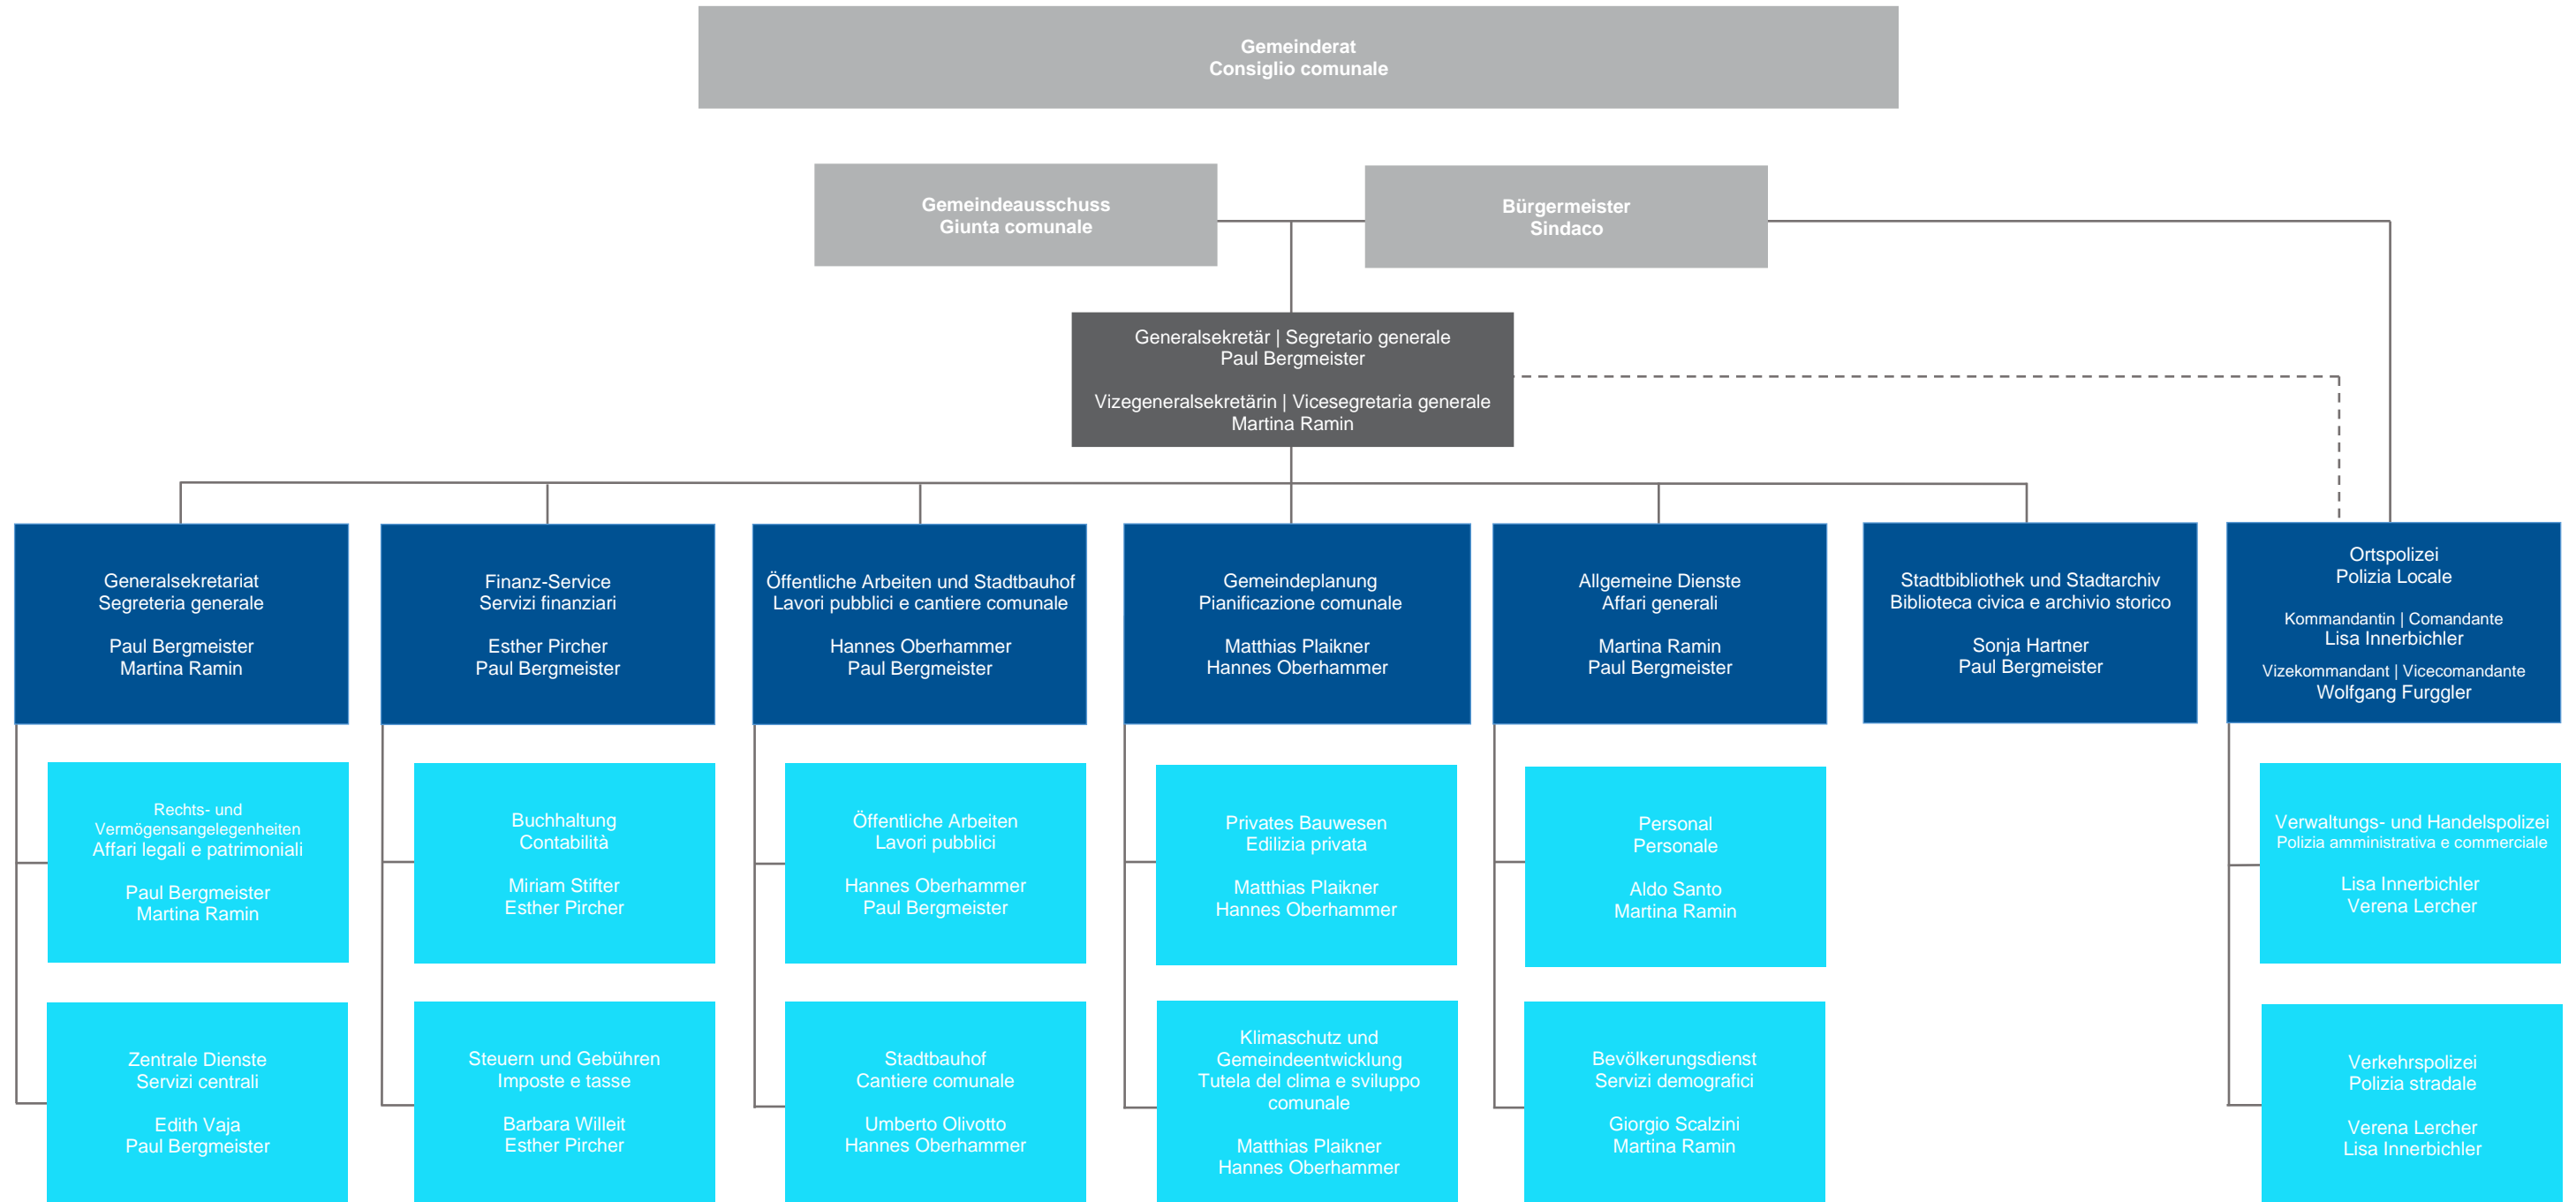 Gemeinderat
Consiglio comunale
Gemeindeausschuss
Giunta comunale
Bürgermeister
Sindaco
Generalsekretär | Segretario generale
Paul Bergmeister
Vizegeneralsekretärin | Vicesegretaria generale
Martina Ramin
Generalsekretariat
Segreteria generale
Paul Bergmeister
Martina Ramin
Finanz-Service
Servizi finanziari
Esther Pircher
Paul Bergmeister
Öffentliche Arbeiten und Stadtbauhof
Lavori pubblici e cantiere comunale
Hannes Oberhammer
Paul Bergmeister
Gemeindeplanung
Pianificazione comunale
Matthias Plaikner
Hannes Oberhammer
Allgemeine Dienste
Affari generali
Martina Ramin
Paul Bergmeister
Stadtbibliothek und Stadtarchiv
Biblioteca civica e archivio storico
Sonja Hartner
Paul Bergmeister
Ortspolizei
Polizia Locale
Kommandantin | Comandante
Lisa Innerbichler
Vizekommandant | Vicecomandante
Wolfgang Furggler
Rechts- und
Vermögensangelegenheiten
Affari legali e patrimoniali
Paul Bergmeister
Martina Ramin
Buchhaltung
Contabilità
Miriam Stifter
Esther Pircher
Öffentliche Arbeiten
Lavori pubblici
Hannes Oberhammer
Paul Bergmeister
Privates Bauwesen
Edilizia privata
Matthias Plaikner
Hannes Oberhammer
Personal
Personale
Aldo Santo
Martina Ramin
Verwaltungs- und Handelspolizei
Polizia amministrativa e commerciale
Lisa Innerbichler
Verena Lercher
Zentrale Dienste
Servizi centrali
Edith Vaja
Paul Bergmeister
Steuern und Gebühren
Imposte e tasse
Barbara Willeit
Esther Pircher
Stadtbauhof
Cantiere comunale
Umberto Olivotto
Hannes Oberhammer
Klimaschutz und
Gemeindeentwicklung
Tutela del clima e sviluppo
comunale
Matthias Plaikner
Hannes Oberhammer
Bevölkerungsdienst
Servizi demografici
Giorgio Scalzini
Martina Ramin
Verkehrspolizei
Polizia stradale
Verena Lercher
Lisa Innerbichler